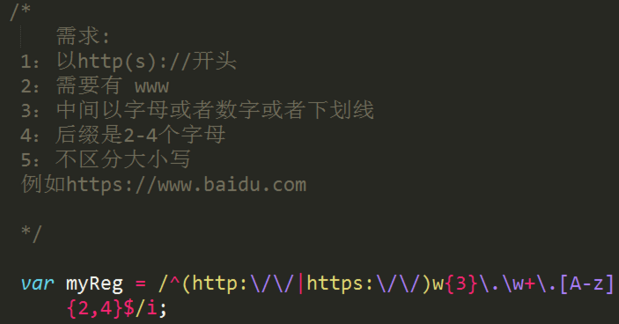 /*
需求:
1: 以http(s)://开头
2: 需要有 www
3: 中间以字母或者数字或者下划线
4: 后缀是2-4个字母
5: 不区分大小写
例如https://www.baidu.com
*/
var myReg = /^(http:\/\/|https:\/\/)w{3}\.\w+\.[A-z]
{2,4}$/i;